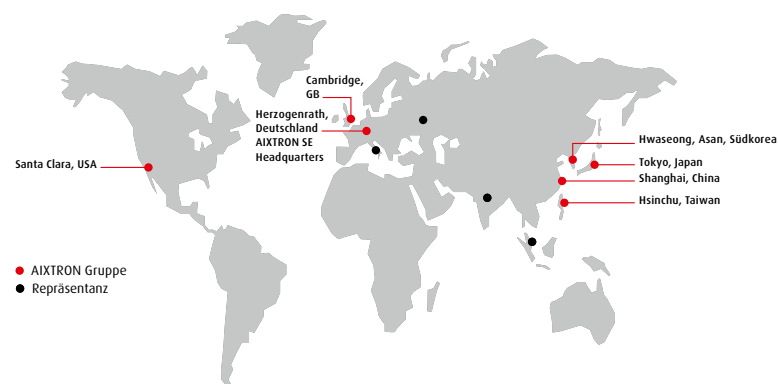 Cambridge,
GB
Herzogenrath,
Deutschland
AIXTRON SE
Headquarters
Santa Clara, USA
Hwaseong, Asan, Südkorea
Tokyo, Japan
Shanghai, China
Hsinchu, Taiwan
AIXTRON Gruppe
Repräsentanz